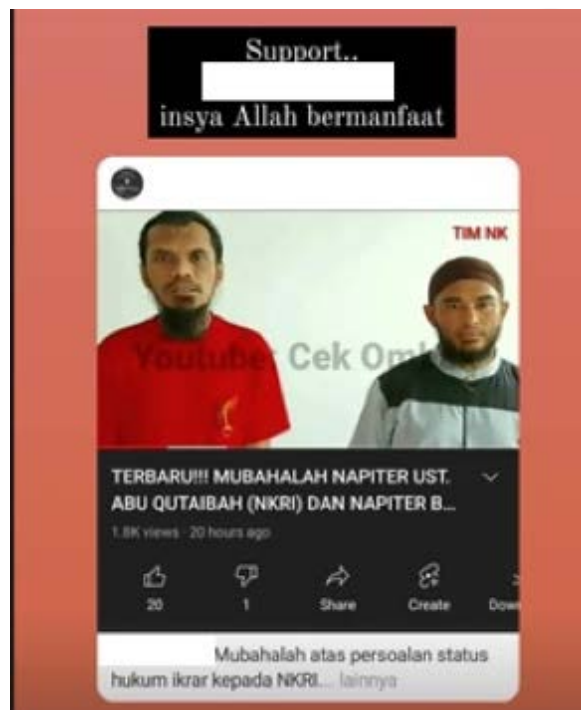 Support..
insya Allah bermanfaat
TIM NK
Youtube: Cek Om
TERBARU!!! MUBAHALAH NAPITER UST.
ABU QUTAIBAH (NKRI) DAN NAPITER B...
1.8K views · 20 hours ago
20
1
Share
Create
Down
Mubahalah atas persoalan status
hukum ikrar kepada NKRI... lainnya